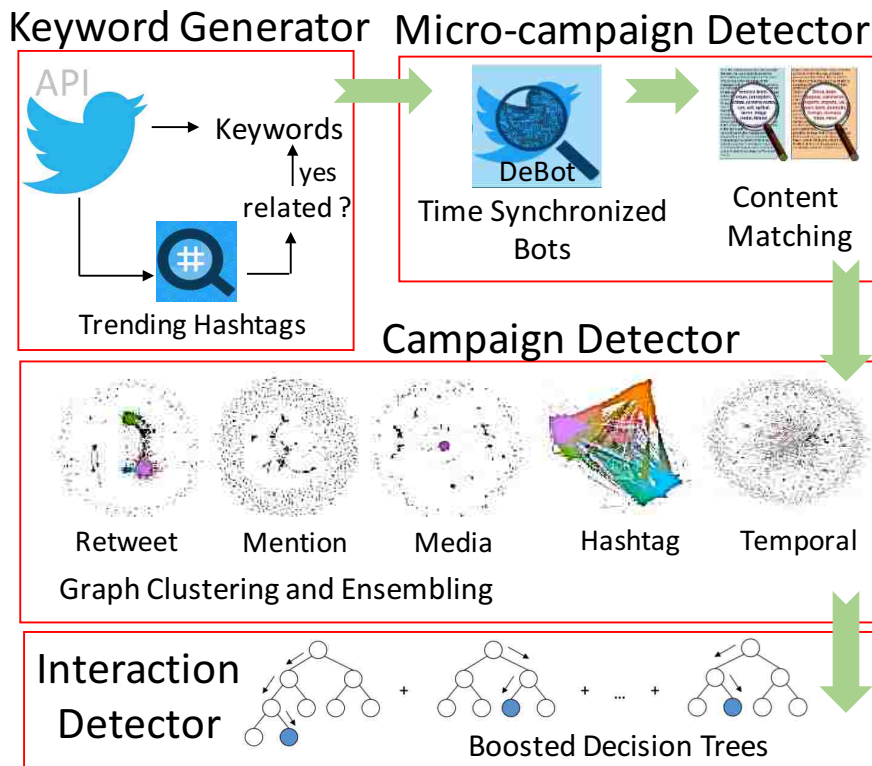 Keyword Generator
API
Keywords
yes
related ?
#
Trending Hashtags
Micro-campaign Detector
DeBot
Time Synchronized
Bots
Content
Matching
Campaign Detector
Retweet
Mention
Media
Hashtag
Temporal
Graph Clustering and Ensembling
Interaction
Detector
+
+ ... +
Boosted Decision Trees